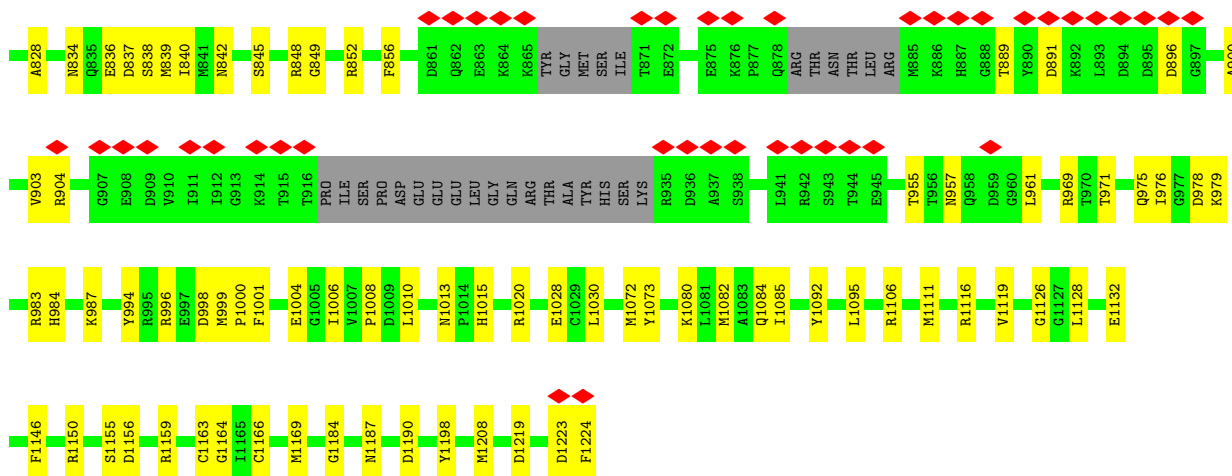 A828 N834 Q835 E836 D837 S838 M839 I840 M841 N842 S845 R848 G849 R852 F856 D861 Q862 E863 K864 K865 TYR GLY MET SER ILE T871 E872 E875 K876 P877 Q878 ARG THR ASN THR LEU ARG M885 K886 H887 G888 T889 Y890 D891 K892 L893 D894 D895 D896 G897
V903 R904 G907 E908 D909 V910 I911 I912 G913 K914 T915 T916 PRO ILE SER PRO ASP GLU GLU GLU LEU GLY GLN ARG THR ALA TYR HIS SER LYS R935 D936 A937 S938 L941 R942 S943 T944 E945 T955 T956 N957 Q958 D959 G960 L961 R969 T970 T971 Q975 I976 G977 D978 K979
R983 H984 K987 Y994 R995 R996 E997 D998 M999 P1000 F1001 E1004 G1005 I1006 V1007 P1008 D1009 L1010 N1013 P1014 H1015 R1020 E1028 C1029 L1030 M1072 Y1073 K1080 L1081 M1082 A1083 Q1084 I1085 Y1092 L1095 R1106 M1111 R1116 V1119 G1126 G1127 L1128 E1132
F1146 R1150 S1155 D1156 R1159 C1163 G1164 I1165 C1166 M1169 G1184 N1187 D1190 Y1198 M1208 D1219 D1223 F1224